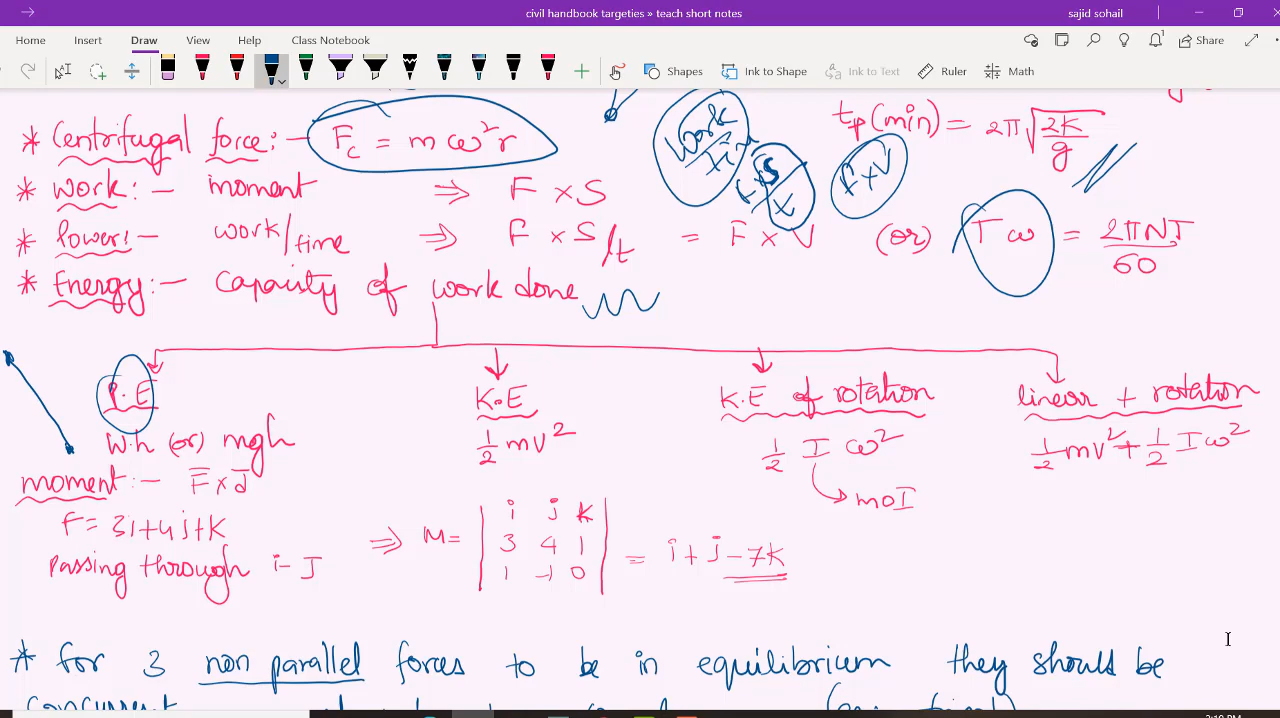 civil handbook targeties » teach short notes
sajid sohail
Home Insert Draw View Help Class Notebook
Share
Shapes Ink to Shape Ink to Text Ruler Math
* Centrifugal force:- Fc = mω²r
work/time
F×S/t
F×V
tp(min) = 2π√(2K/g)
* work:- moment ⇒ F × S
* Power:- work/time ⇒ F × S/t = F × V (or) Tω = 2πNT/60
* Energy:- Capacity of work done
P.E K.E K.E of rotation linear + rotation
W.h (or) mgh 1/2 mv² 1/2 I ω² 1/2 mv² + 1/2 I ω²
→ moI
moment:- F̅ × d̅
F = 3i+4j+K
Passing through i - J
⇒ M = | i j k |
| 3 4 1 |
| 1 -1 0 |
= i + j - 7K
* for 3 non parallel forces to be in equilibrium they should be
concurrent